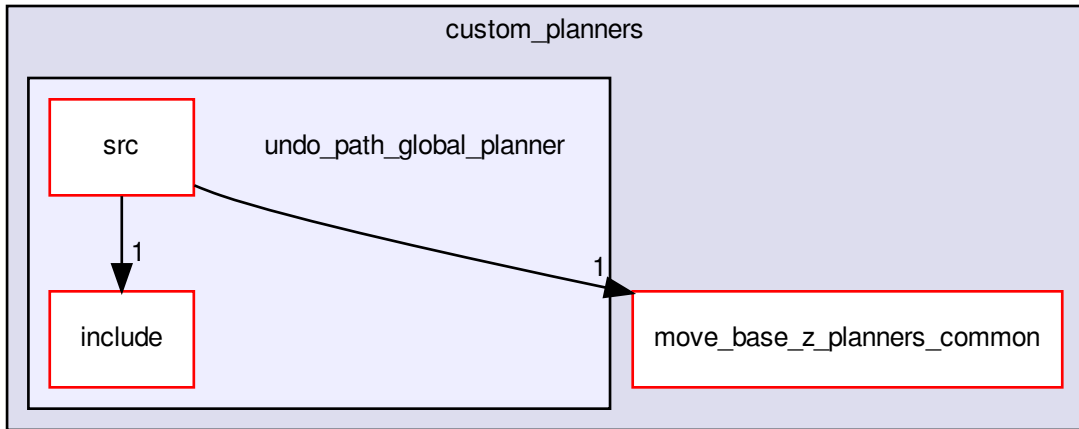 custom_planners
src
undo_path_global_planner
1
1
include
move_base_z_planners_common